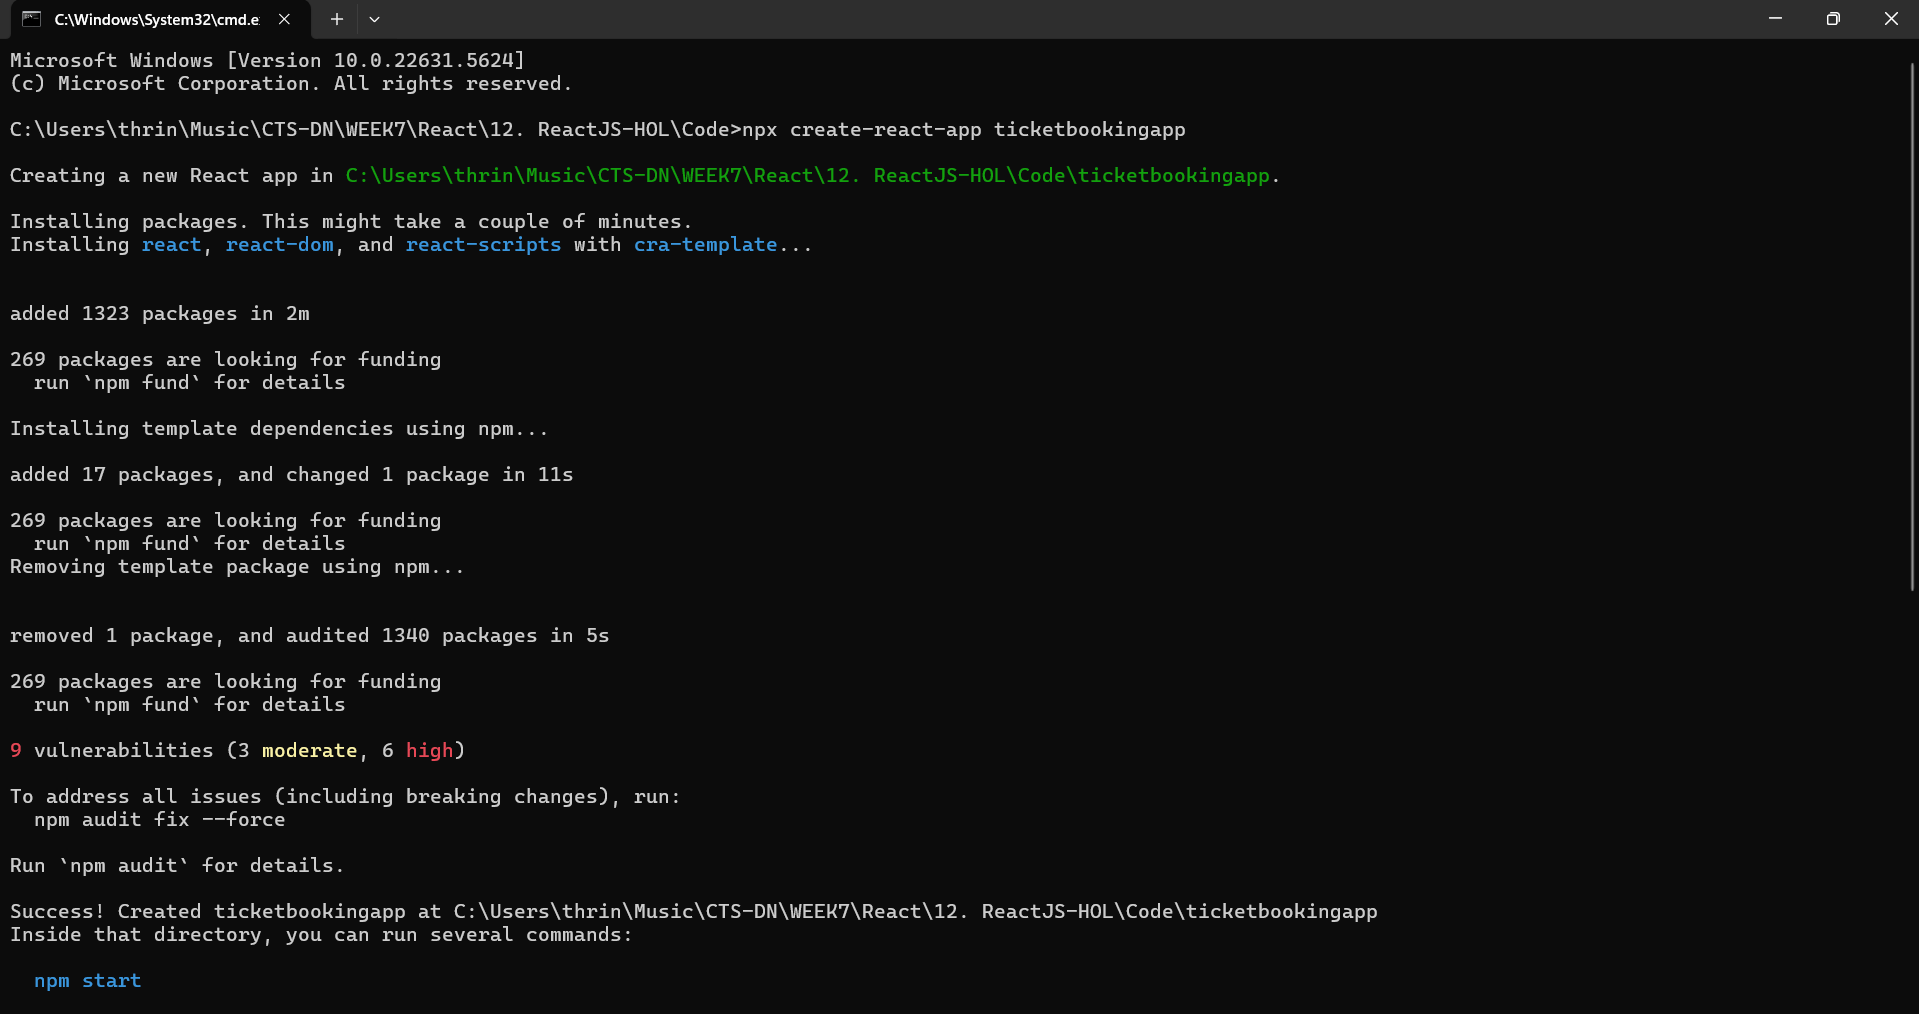 C:\Windows\System32\cmd.e
Microsoft Windows [Version 10.0.22631.5624]
(c) Microsoft Corporation. All rights reserved.
C:\Users\thrin\Music\CTS-DN\WEEK7\React\12. ReactJS-HOL\Code>npx create-react-app ticketbookingapp
Creating a new React app in C:\Users\thrin\Music\CTS-DN\WEEK7\React\12. ReactJS-HOL\Code\ticketbookingapp.
Installing packages. This might take a couple of minutes.
Installing react, react-dom, and react-scripts with cra-template...
added 1323 packages in 2m
269 packages are looking for funding
  run `npm fund` for details
Installing template dependencies using npm...
added 17 packages, and changed 1 package in 11s
269 packages are looking for funding
  run `npm fund` for details
Removing template package using npm...
removed 1 package, and audited 1340 packages in 5s
269 packages are looking for funding
  run `npm fund` for details
9 vulnerabilities (3 moderate, 6 high)
To address all issues (including breaking changes), run:
  npm audit fix --force
Run `npm audit` for details.
Success! Created ticketbookingapp at C:\Users\thrin\Music\CTS-DN\WEEK7\React\12. ReactJS-HOL\Code\ticketbookingapp
Inside that directory, you can run several commands:
  npm start